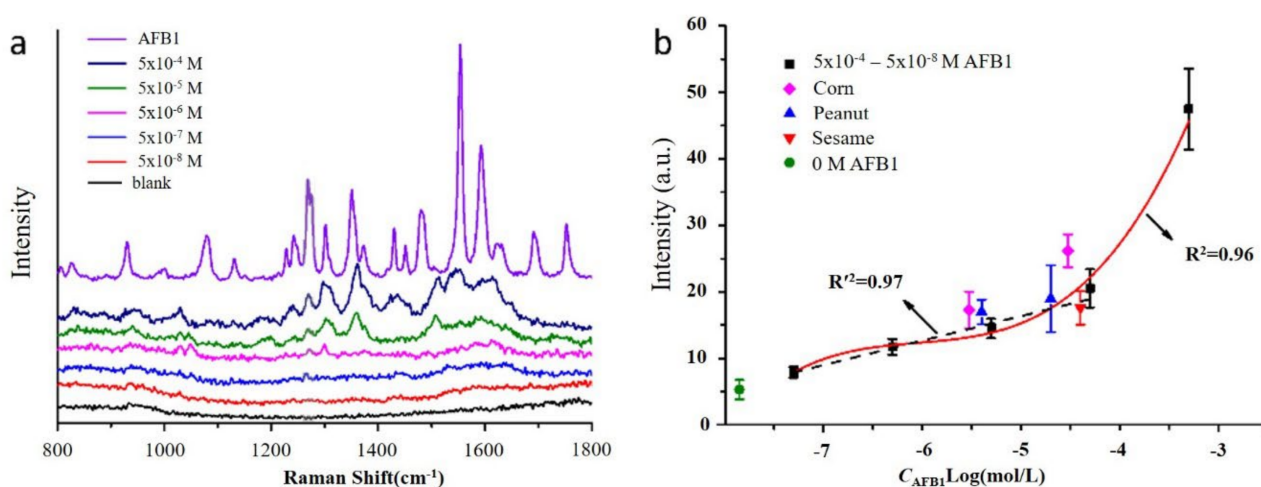 a
AFB1
5x10⁻⁴ M
5x10⁻⁵ M
5x10⁻⁶ M
5x10⁻⁷ M
5x10⁻⁸ M
blank
Intensity
800
1000
1200
1400
1600
1800
Raman Shift(cm⁻¹)
b
60
50
40
30
20
10
0
Intensity (a.u.)
5x10⁻⁴ – 5x10⁻⁸ M AFB1
Corn
Peanut
Sesame
0 M AFB1
R'²=0.97
R²=0.96
-7
-6
-5
-4
-3
C_AFB1Log(mol/L)